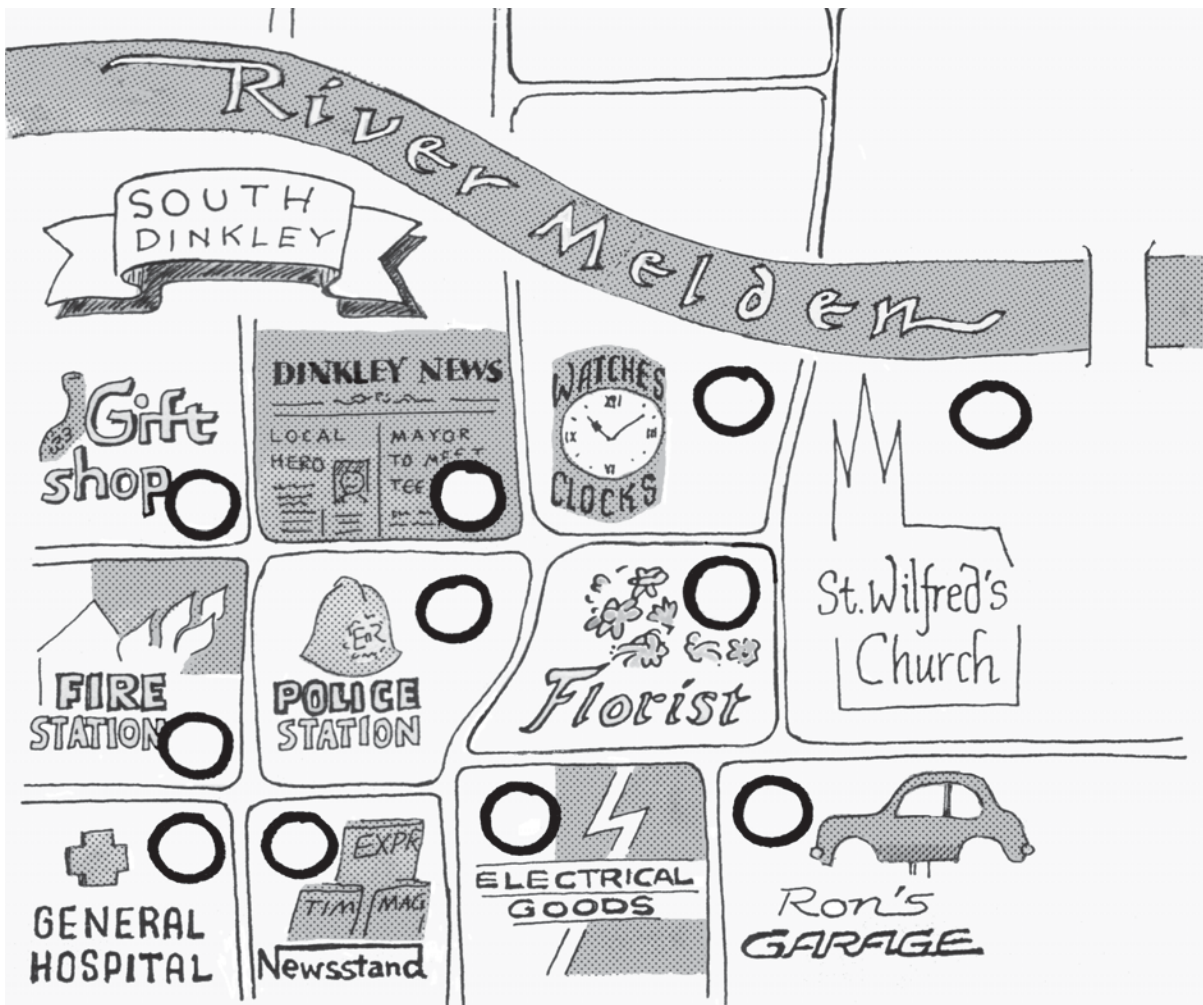 River Melden
SOUTH
DINKLEY
Gift
shop
DINKLEY NEWS
LOCAL
HERO
MAYOR
TO MEET
TEE
WATCHES
CLOCKS
FIRE
STATION
POLICE
STATION
Florist
St. Wilfred's
Church
GENERAL
HOSPITAL
EXPR
TIM
MAG
Newsstand
ELECTRICAL
GOODS
Ron's
GARAGE